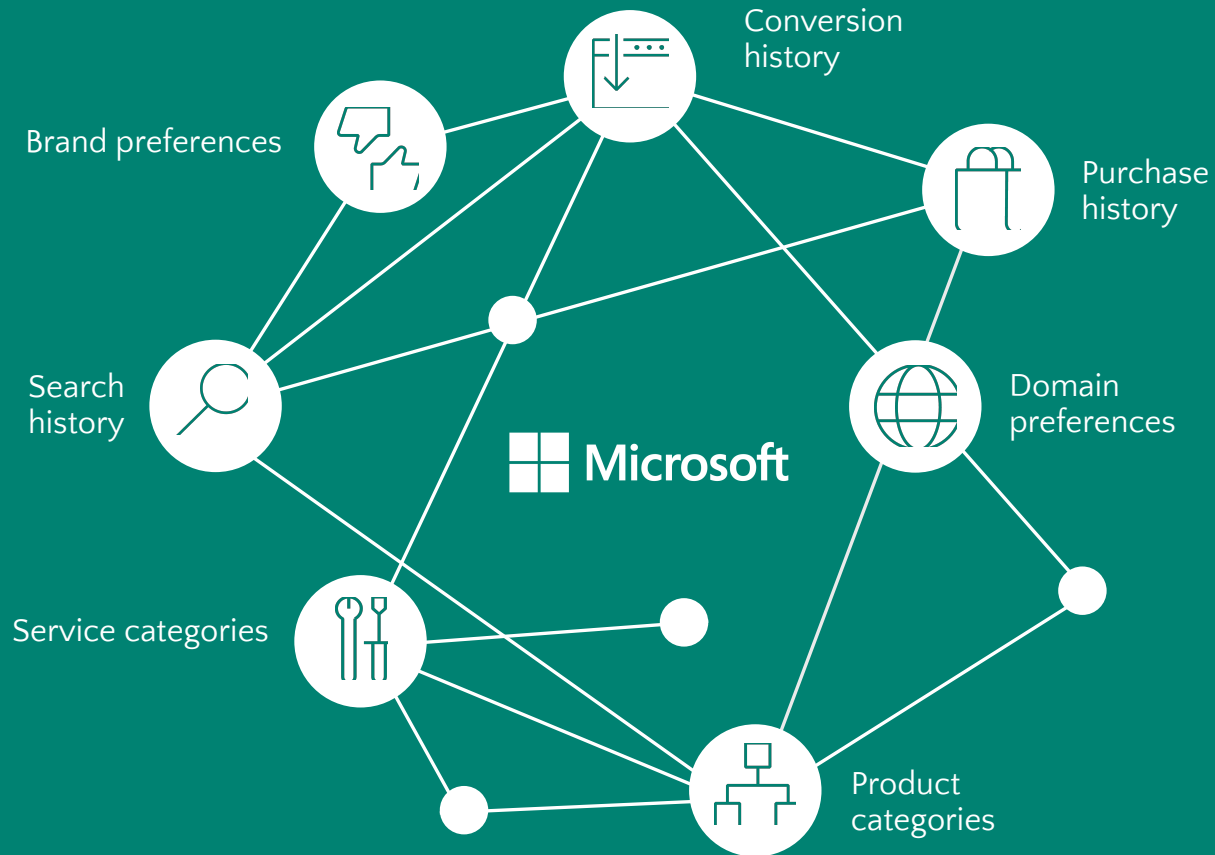 Conversion
history
Brand preferences
Purchase
history
Search
history
Domain
preferences
Microsoft
Service categories
Product
categories